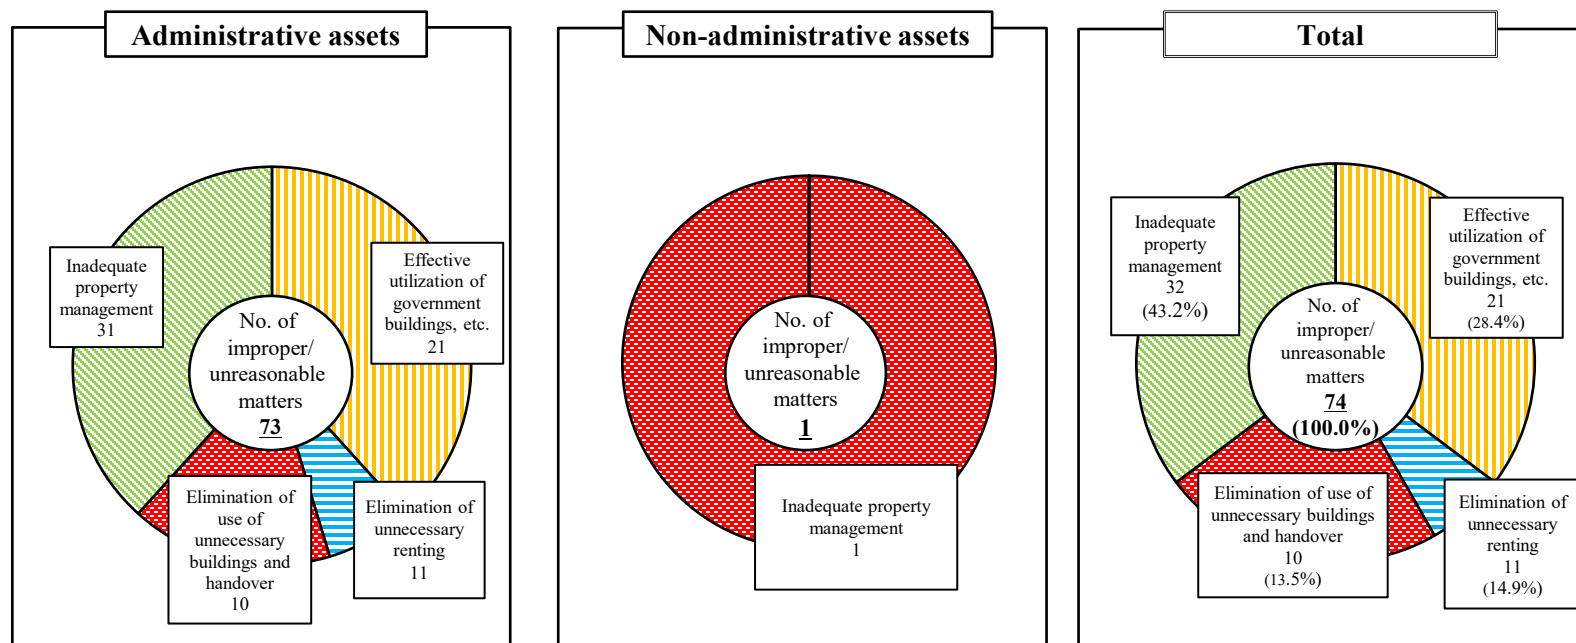 Administrative assets
Inadequate
property
management
31
Effective
utilization of
government
buildings, etc.
21
No. of
improper/
unreasonable
matters
73
Elimination of
use of
unnecessary
buildings and
handover
10
Elimination of
unnecessary
renting
11
Non-administrative assets
No. of
improper/
unreasonable
matters
1
Inadequate property
management
1
Total
Inadequate
property
management
32
(43.2%)
Effective
utilization of
government
buildings, etc.
21
(28.4%)
No. of
improper/
unreasonable
matters
74
(100.0%)
Elimination of use of
unnecessary buildings
and handover
10
(13.5%)
Elimination of
unnecessary
renting
11
(14.9%)